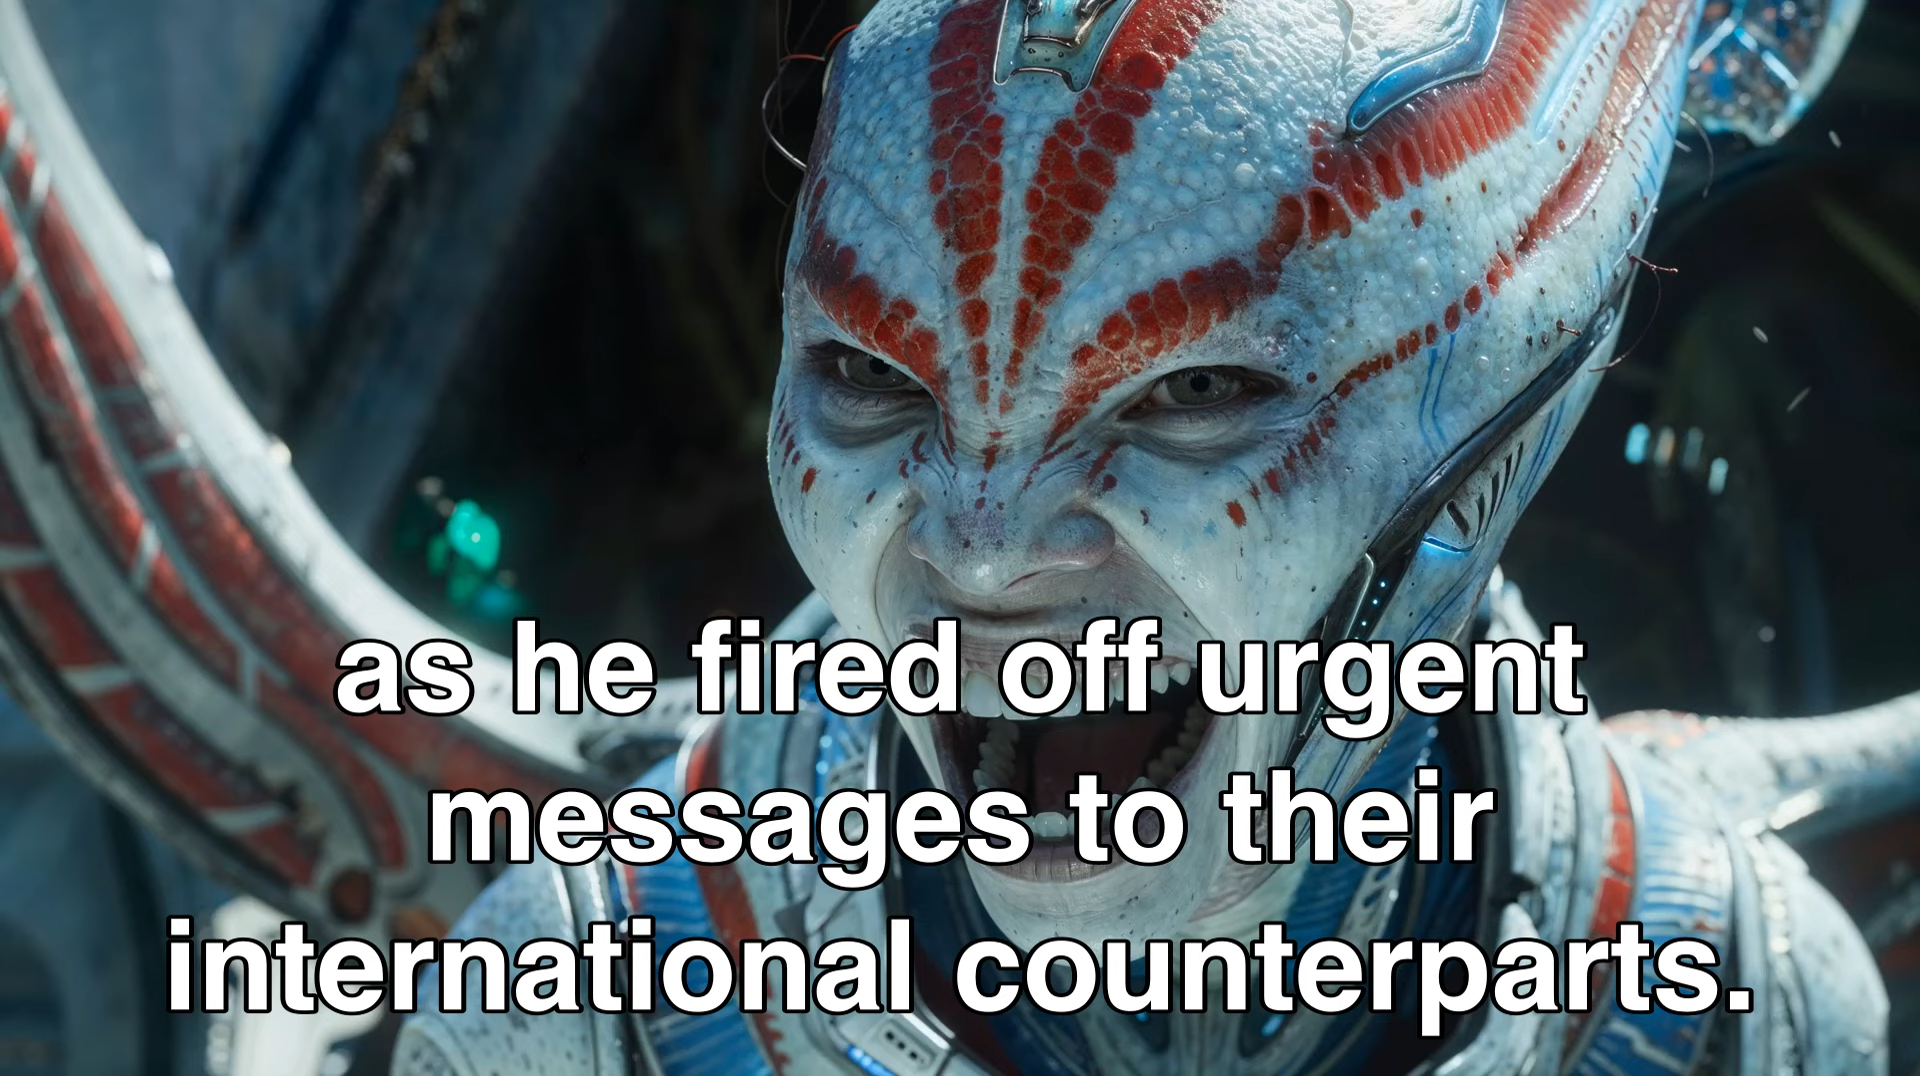 as he fired off urgent
messages to their
international counterparts.